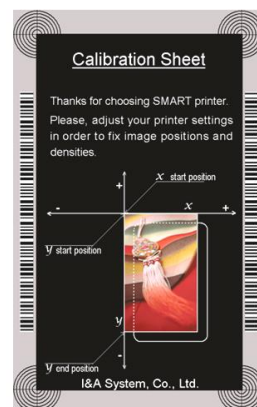 Calibration Sheet
Thanks for choosing SMART printer.
Please, adjust your printer settings
in order to fix image positions and
densities.
x start position
+
- x +
y start position
y
y end position
-
I&A System, Co., Ltd.